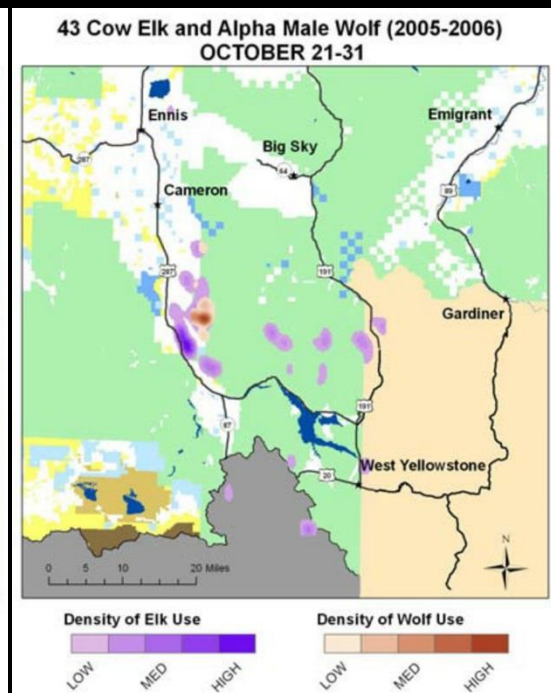 43 Cow Elk and Alpha Male Wolf (2005-2006)
OCTOBER 21-31
Ennis
Emigrant
Big Sky
287
64
89
Cameron
287
191
Gardiner
191
87
West Yellowstone
20
N
0 5 10 20 Miles
Density of Elk Use
Density of Wolf Use
LOW MED HIGH
LOW MED HIGH